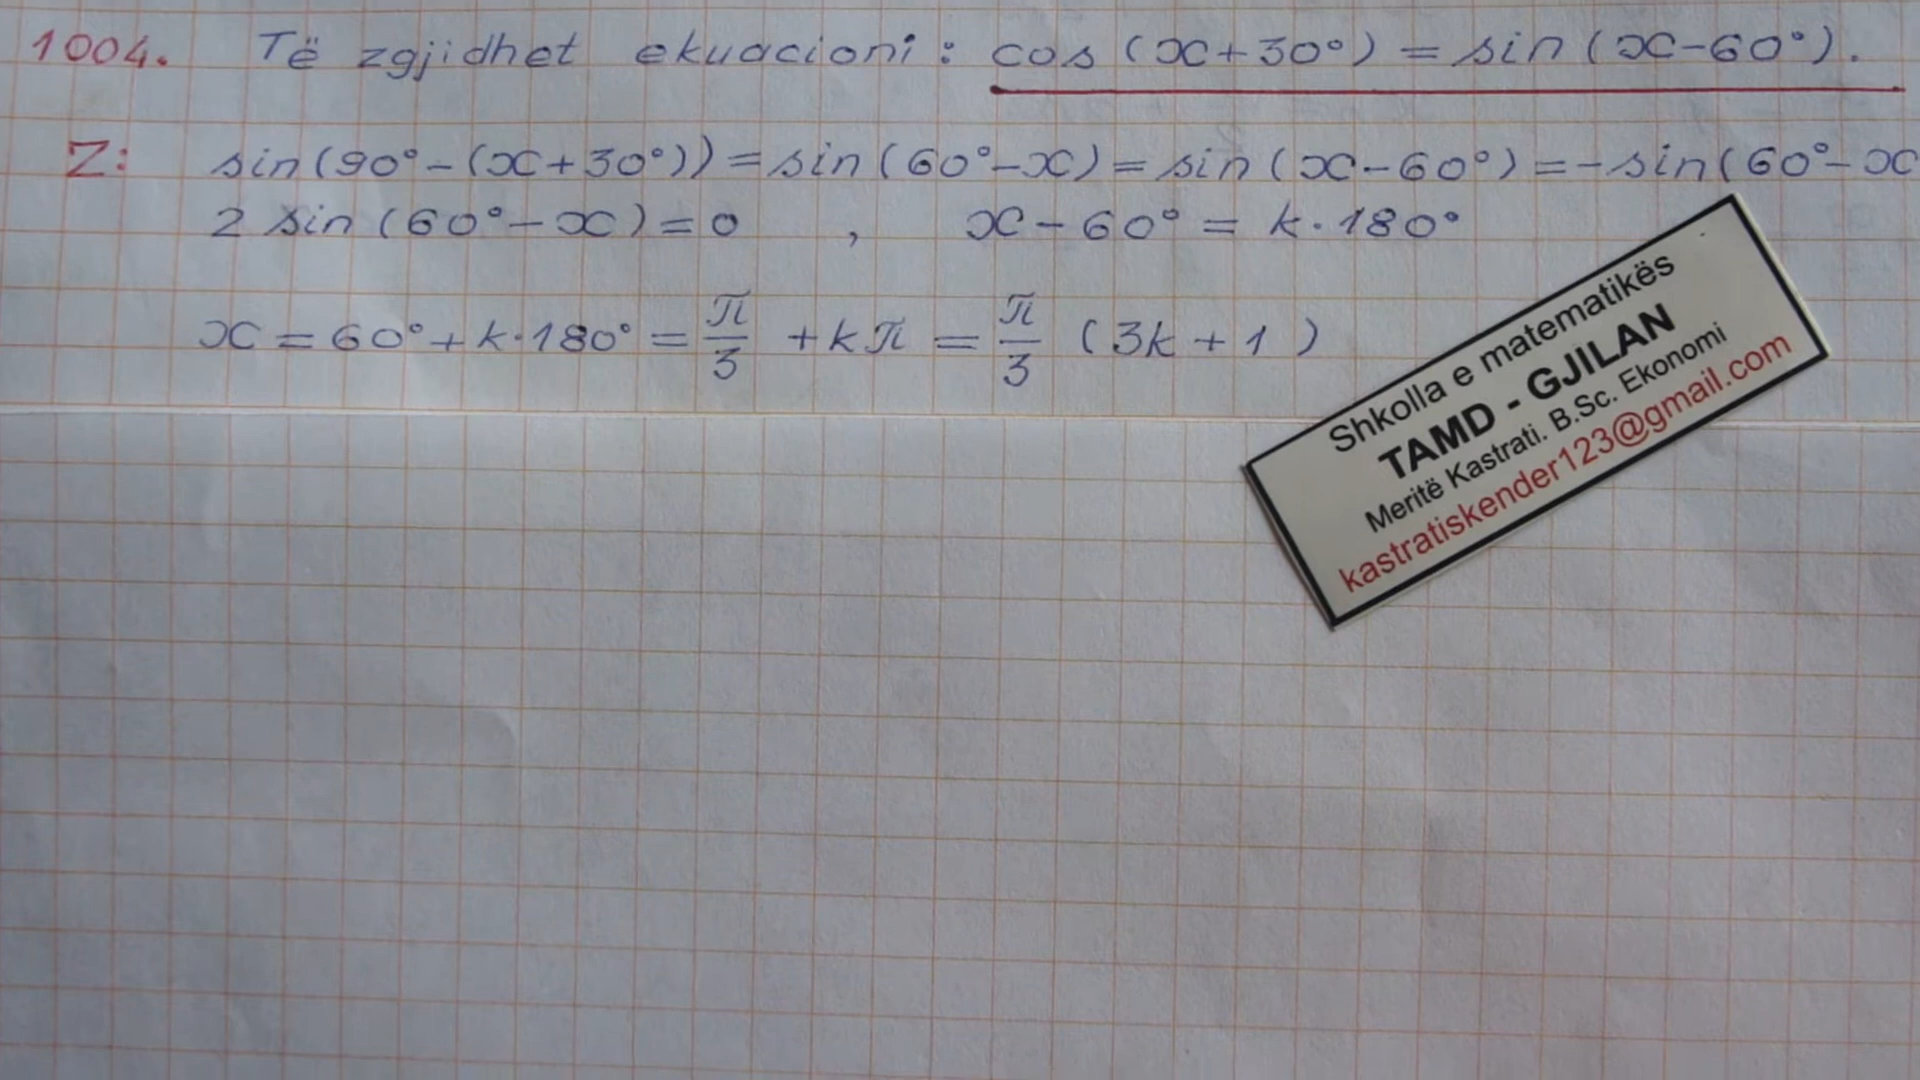 1004. Të zgjidhet ekuacioni: cos (x+30°) = sin (x-60°).
Z: sin(90°-(x+30°)) = sin (60°-x) = sin (x-60°) = -sin(60°-x
2 sin (60°-x) = 0 , x-60° = k·180°
x = 60°+k·180° = π/3 + kπ = π/3 (3k+1)
Shkolla e matematikës
TAMD - GJILAN
Meritë Kastrati. B.Sc. Ekonomi
kastratiskender123@gmail.com